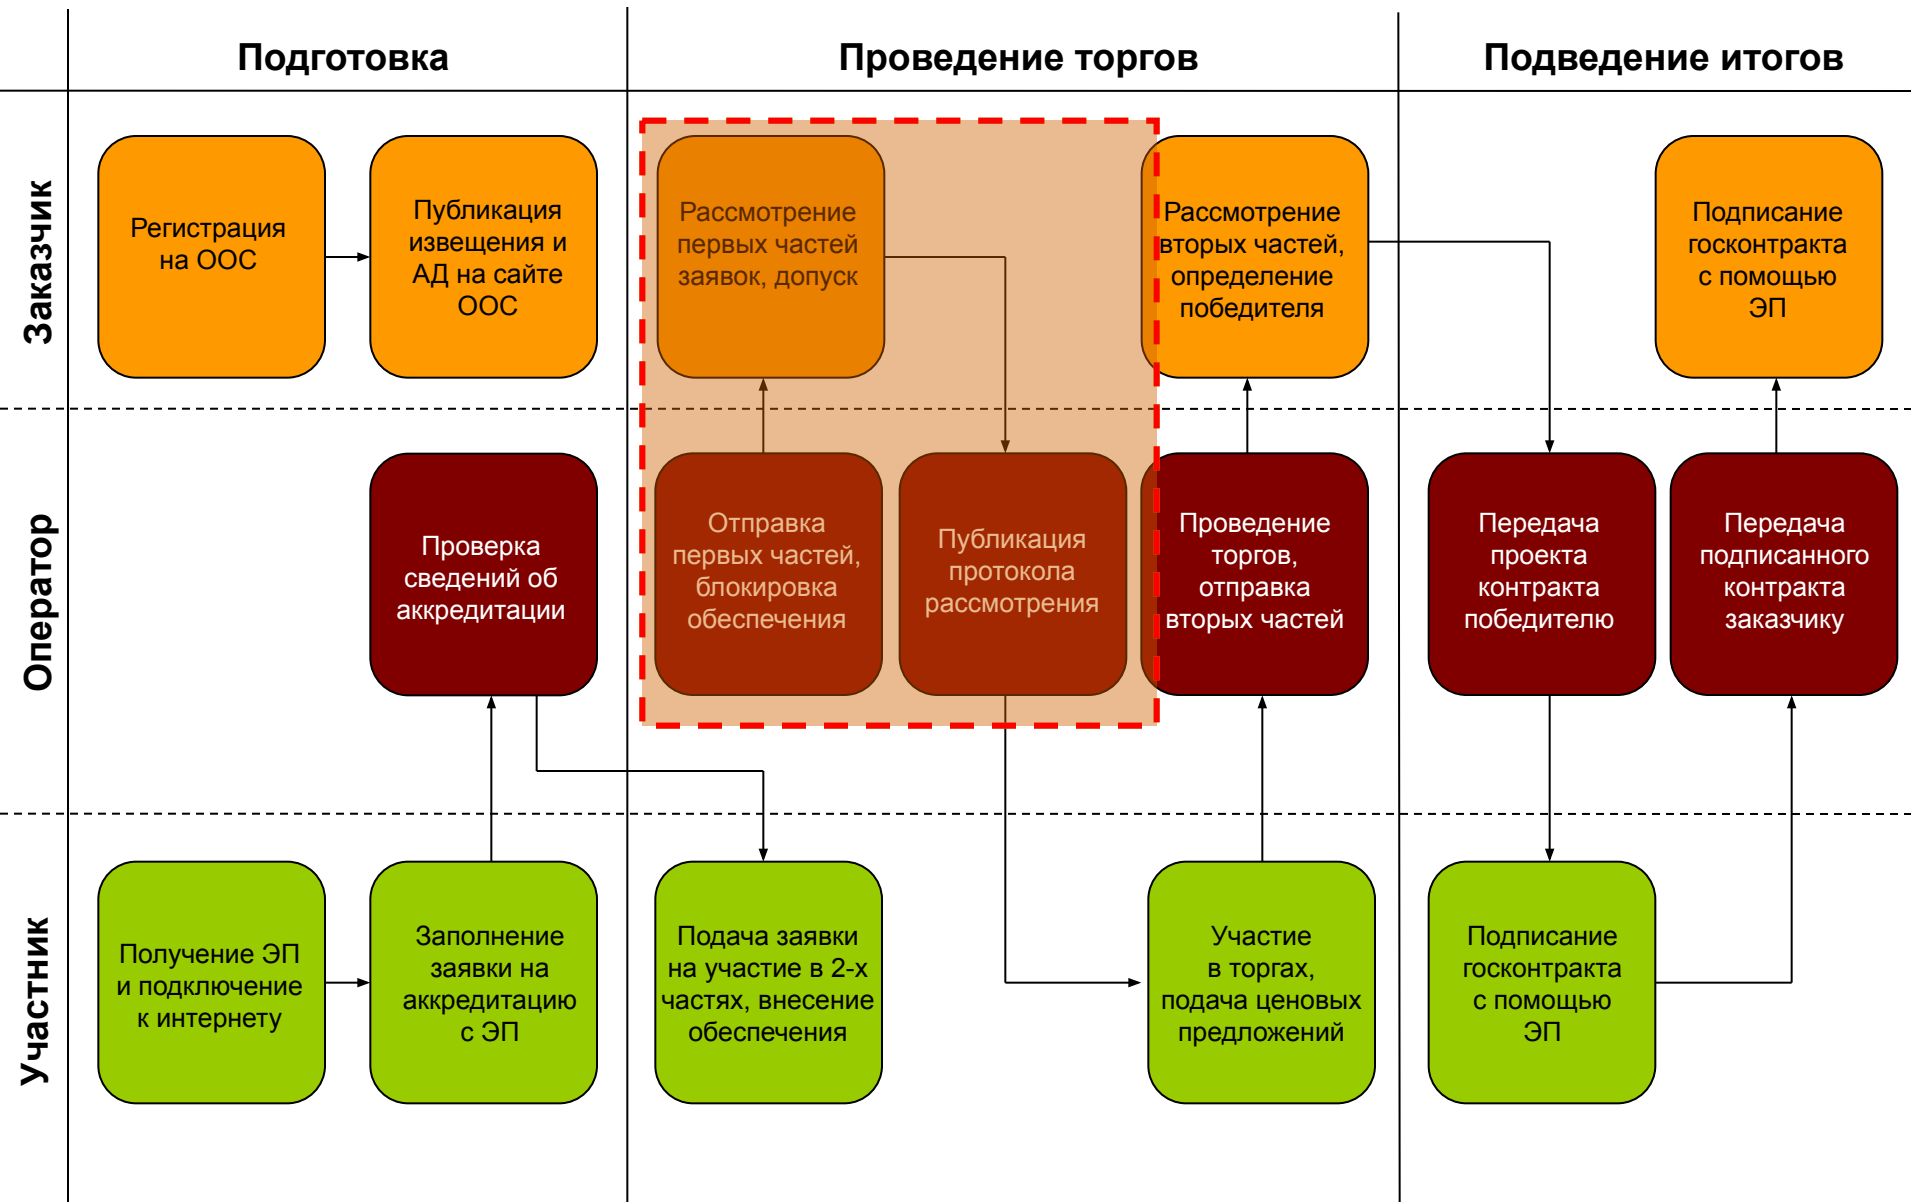 Подготовка
Проведение торгов
Подведение итогов
Заказчик
Регистрация
на ООС
Публикация
извещения и
АД на сайте
ООС
Рассмотрение
первых частей
заявок, допуск
Рассмотрение
вторых частей,
определение
победителя
Подписание
госконтракта
с помощью
ЭП
Оператор
Проверка
сведений об
аккредитации
Отправка
первых частей,
блокировка
обеспечения
Публикация
протокола
рассмотрения
Проведение
торгов,
отправка
вторых частей
Передача
проекта
контракта
победителю
Передача
подписанного
контракта
заказчику
Участник
Получение ЭП
и подключение
к интернету
Заполнение
заявки на
аккредитацию
с ЭП
Подача заявки
на участие в 2-х
частях, внесение
обеспечения
Участие
в торгах,
подача ценовых
предложений
Подписание
госконтракта
с помощью
ЭП